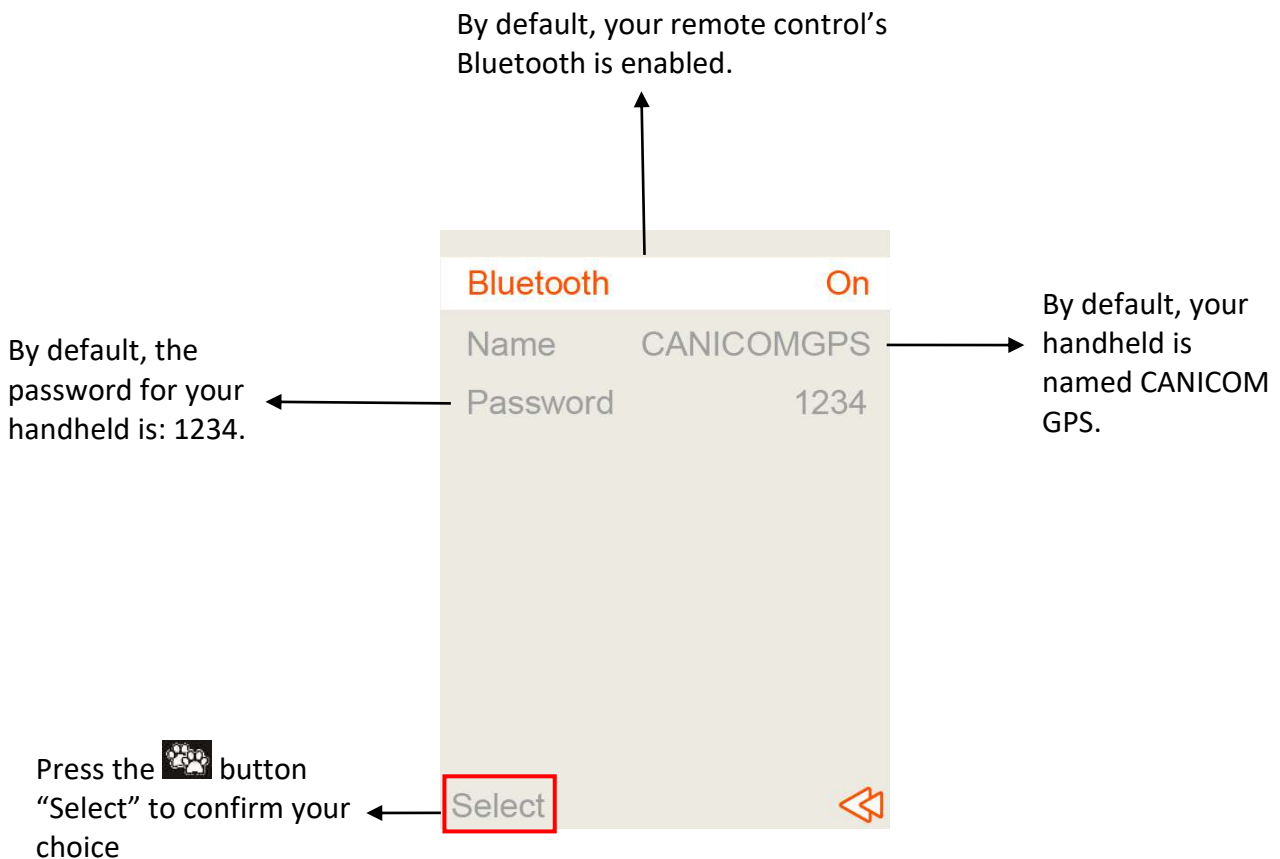 By default, your remote control’s
Bluetooth is enabled.
Bluetooth On
Name CANICOMGPS
Password 1234
By default, your
handheld is
named CANICOM
GPS.
By default, the
password for your
handheld is: 1234.
Press the button
“Select” to confirm your
choice
Select